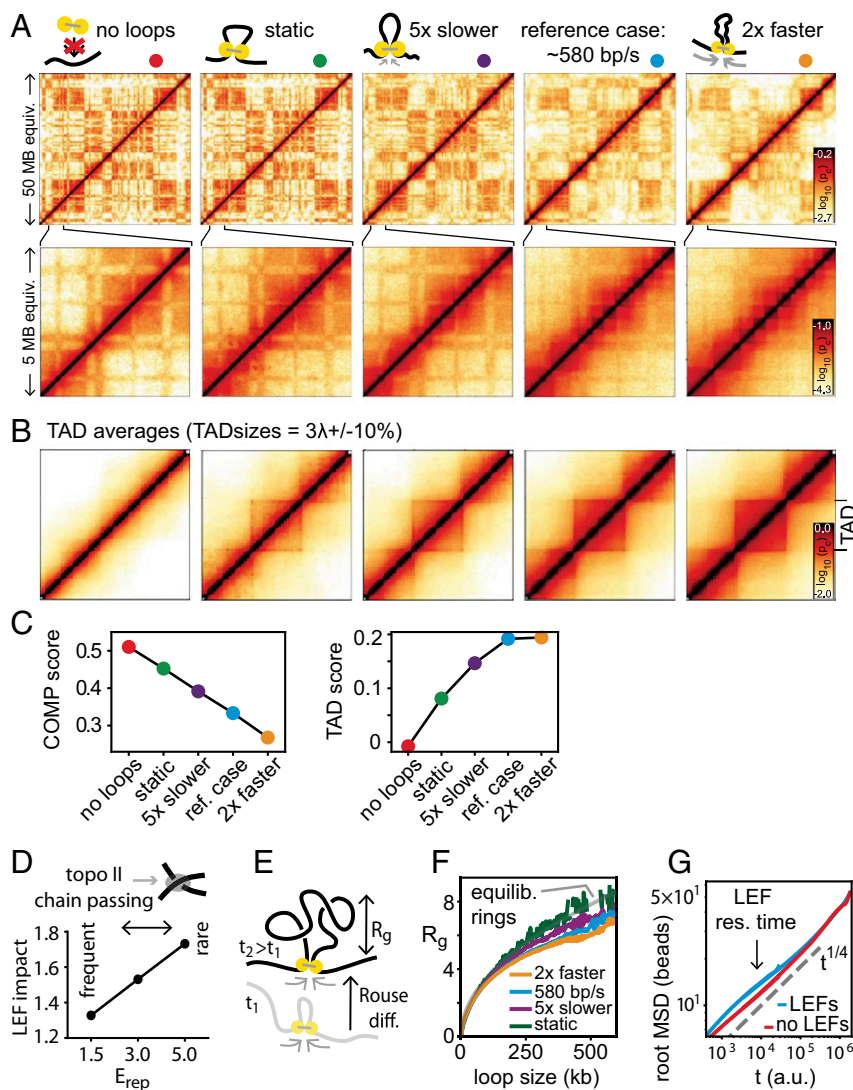 A
no loops
static
5x slower
reference case:
~580 bp/s
2x faster
50 MB equiv.
-0.2
log10 (pc)
-2.7
5 MB equiv.
-1.0
log10 (pc)
-4.3
B TAD averages (TADsizes = 3λ+/-10%)
TAD
0.0
log10 (pc)
-2.0
C
COMP score
0.5
0.4
0.3
no loops
static
5x slower
ref. case
2x faster
TAD score
0.2
0.1
0
no loops
static
5x slower
ref. case
2x faster
D
topo II
chain passing
LEF impact
1.8
1.6
1.4
1.2
frequent
rare
1.5 3.0 5.0
Erep
E
Rg
t2>t1
t1
Rouse
diff.
F
Rg
8
4
0
equilib.
rings
2x faster
580 bp/s
5x slower
static
0 250 500
loop size (kb)
G
root MSD (beads)
5×10¹
10¹
LEF
res. time
t1/4
LEFs
no LEFs
10³ 10⁴ 10⁵ 10⁶
t (a.u.)